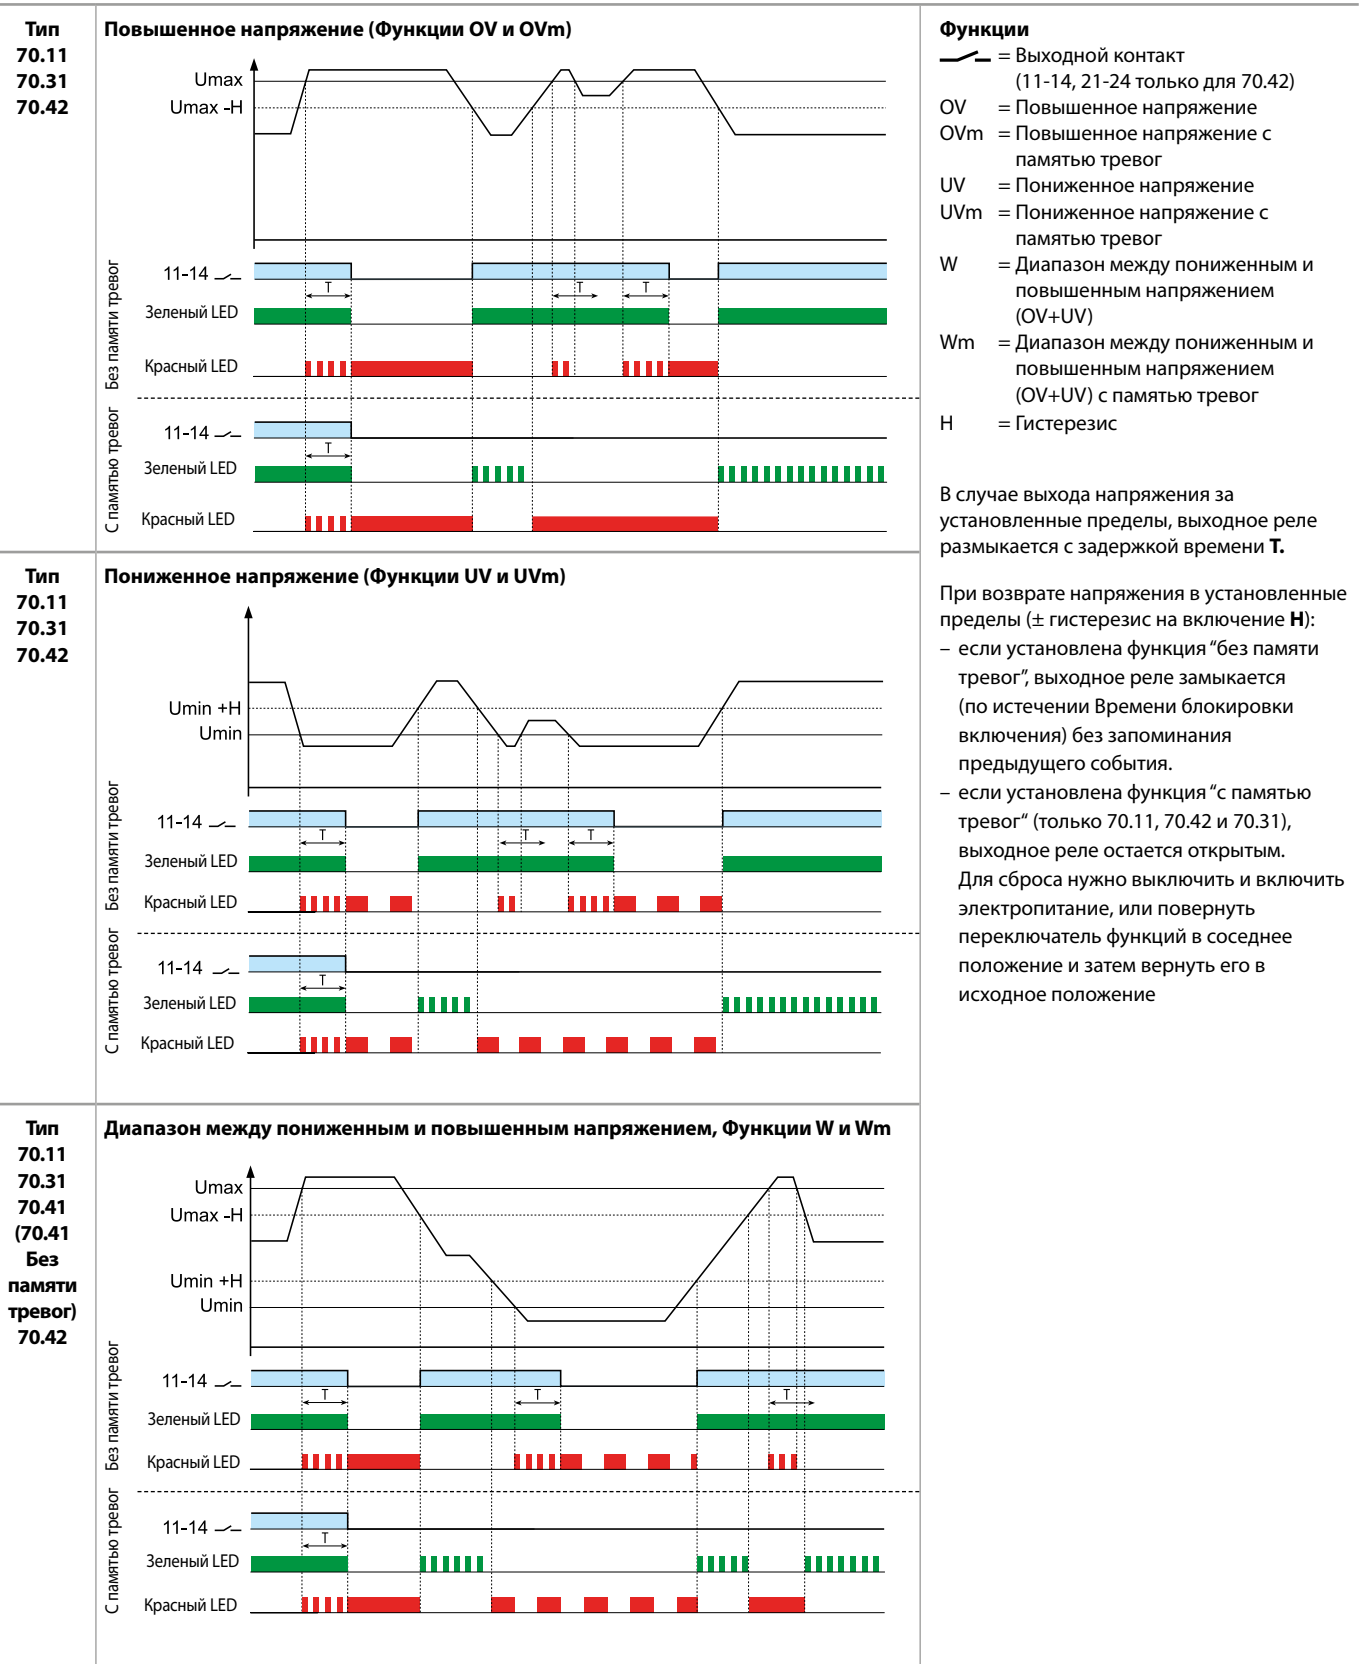 Тип
70.11
70.31
70.42
Повышенное напряжение (Функции OV и OVm)
Umax
Umax -H
Без памяти тревог
11-14
T
T
T
Зеленый LED
Красный LED
С памятью тревог
11-14
T
Зеленый LED
Красный LED
Тип
70.11
70.31
70.42
Пониженное напряжение (Функции UV и UVm)
Umin +H
Umin
Без памяти тревог
11-14
T
T
T
Зеленый LED
Красный LED
С памятью тревог
11-14
T
Зеленый LED
Красный LED
Тип
70.11
70.31
70.41
(70.41
Без
памяти
тревог)
70.42
Диапазон между пониженным и повышенным напряжением, Функции W и Wm
Umax
Umax -H
Umin +H
Umin
Без памяти тревог
11-14
T
T
T
Зеленый LED
Красный LED
С памятью тревог
11-14
T
Зеленый LED
Красный LED
Функции
= Выходной контакт
(11-14, 21-24 только для 70.42)
OV = Повышенное напряжение
OVm = Повышенное напряжение с
памятью тревог
UV = Пониженное напряжение
UVm = Пониженное напряжение с
памятью тревог
W = Диапазон между пониженным и
повышенным напряжением
(OV+UV)
Wm = Диапазон между пониженным и
повышенным напряжением
(OV+UV) с памятью тревог
H = Гистерезис
В случае выхода напряжения за
установленные пределы, выходное реле
размыкается с задержкой времени T.
При возврате напряжения в установленные
пределы (± гистерезис на включение H):
– если установлена функция “без памяти
тревог”, выходное реле замыкается
(по истечении Времени блокировки
включения) без запоминания
предыдущего события.
– если установлена функция “с памятью
тревог“ (только 70.11, 70.42 и 70.31),
выходное реле остается открытым.
Для сброса нужно выключить и включить
электропитание, или повернуть
переключатель функций в соседнее
положение и затем вернуть его в
исходное положение